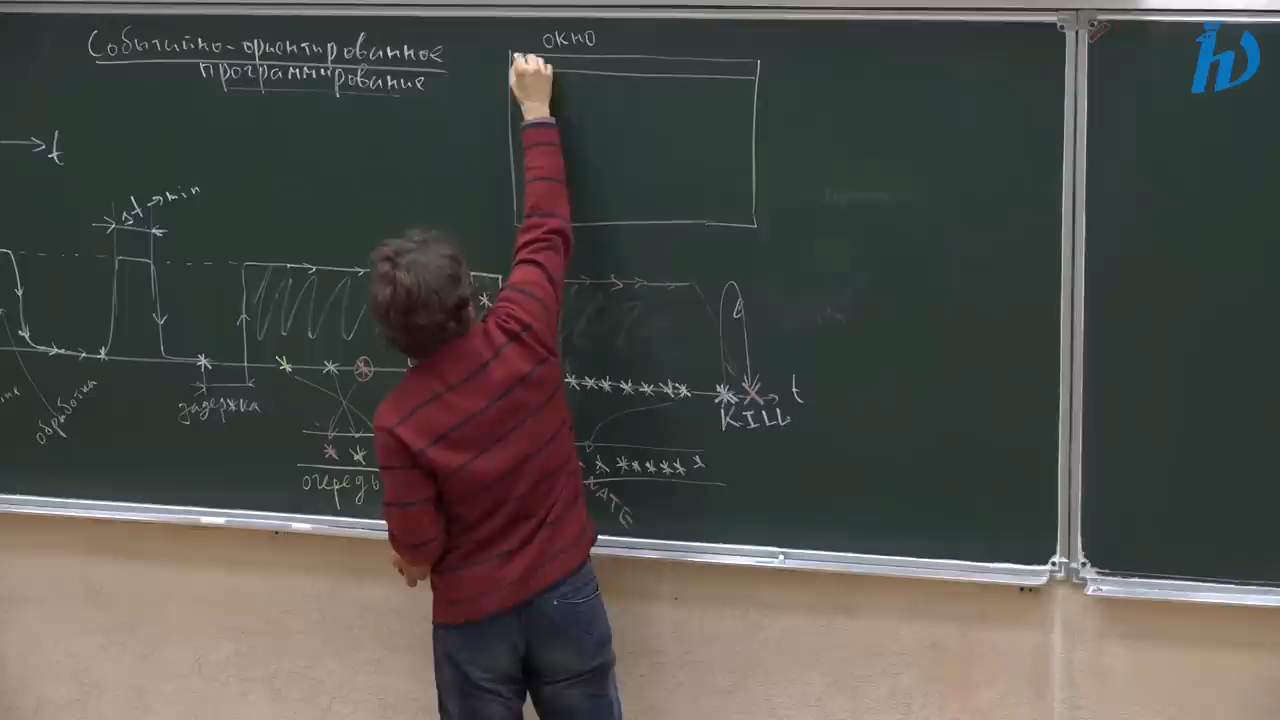 Событийно-ориентированное
программирование
окно
t
Δt → min
обработка
задержка
t
KILL
очередь